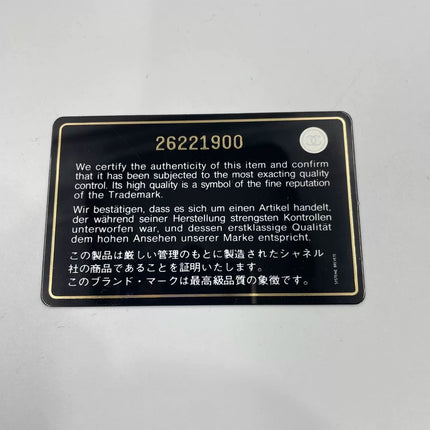 26221900
We certify the authenticity of this item and confirm
that it has been subjected to the most exacting quality
control. Its high quality is a symbol of the fine reputation
of the Trademark.
Wir bestätigen, dass es sich um einen Artikel handelt,
der während seiner Herstellung strengsten Kontrollen
unterworfen war, und dessen erstklassige Qualität
dem hohen Ansehen unserer Marke entspricht.
この製品は厳しい管理のもとに製造されたシャネル
社の商品であることを証明いたします。
このブランド・マークは最高級品質の象徴です。